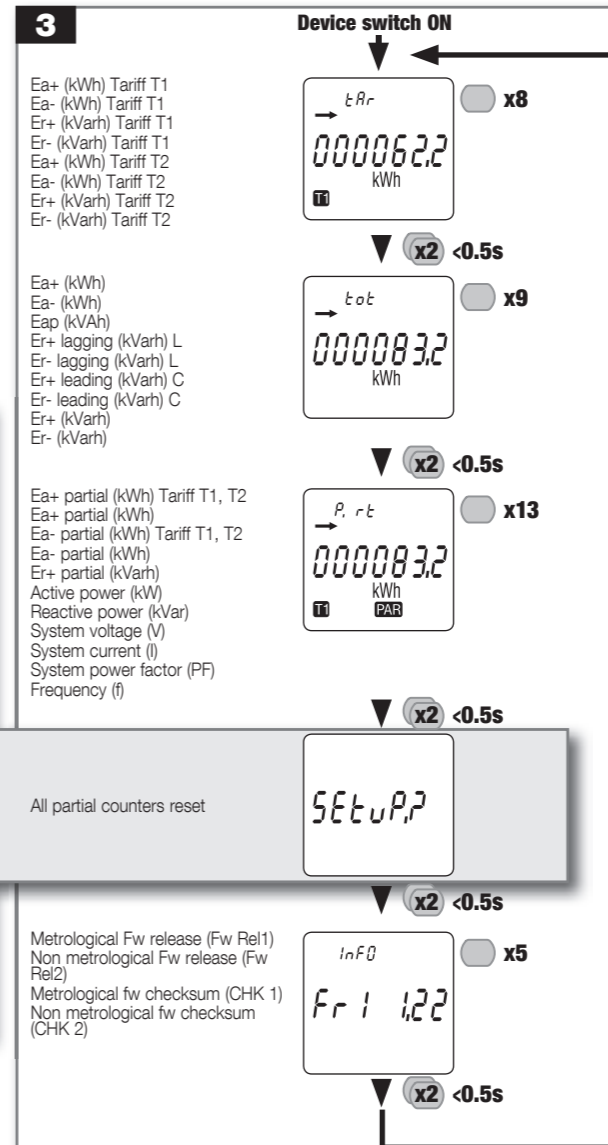 3
Device switch ON
Ea+ (kWh) Tariff T1
Ea- (kWh) Tariff T1
Er+ (kVarh) Tariff T1
Er- (kVarh) Tariff T1
Ea+ (kWh) Tariff T2
Ea- (kWh) Tariff T2
Er+ (kVarh) Tariff T2
Er- (kVarh) Tariff T2
tAr
000062,2
kWh
T1
x8
x2 <0.5s
Ea+ (kWh)
Ea- (kWh)
Eap (kVAh)
Er+ lagging (kVarh) L
Er- lagging (kVarh) L
Er+ leading (kVarh) C
Er- leading (kVarh) C
Er+ (kVarh)
Er- (kVarh)
tot
000083,2
kWh
x9
x2 <0.5s
Ea+ partial (kWh) Tariff T1, T2
Ea+ partial (kWh)
Ea- partial (kWh) Tariff T1, T2
Ea- partial (kWh)
Er+ partial (kVarh)
Active power (kW)
Reactive power (kVar)
System voltage (V)
System current (I)
System power factor (PF)
Frequency (f)
P. rt
000083,2
kWh
T1 PAR
x13
x2 <0.5s
All partial counters reset
SEtuP,?
x2 <0.5s
Metrological Fw release (Fw Rel1)
Non metrological Fw release (Fw
Rel2)
Metrological fw checksum (CHK 1)
Non metrological fw checksum
(CHK 2)
InF0
Fr1 1,22
x5
x2 <0.5s